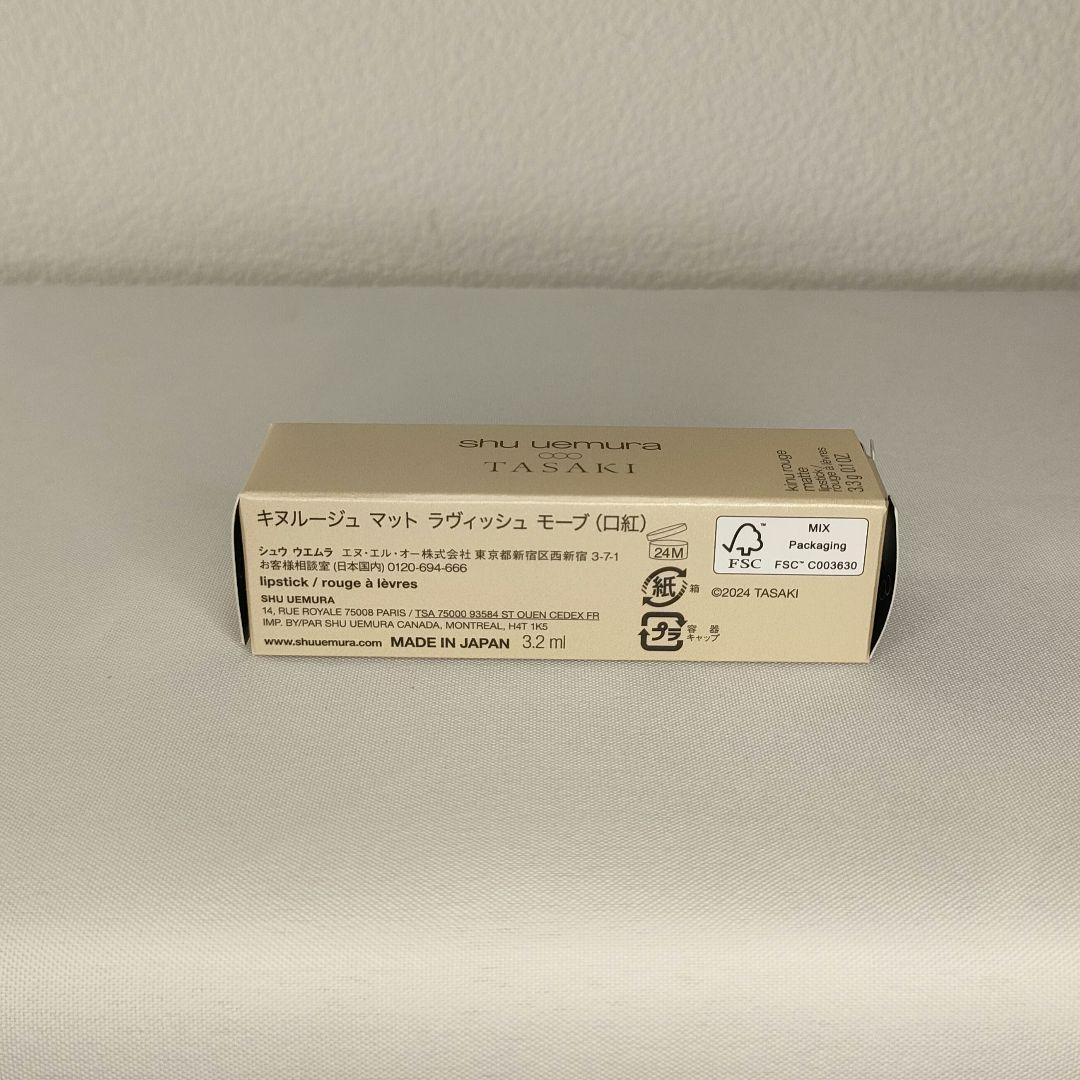 shu uemura
TASAKI
kinu rouge
matte
lipstick /
rouge à lèvres
3.3 g 0.1 OZ
キヌルージュ マット ラヴィッシュ モーブ（口紅）
シュウ ウエムラ エヌ・エル・オー株式会社 東京都新宿区西新宿 3-7-1
お客様相談室 (日本国内) 0120-694-666
lipstick / rouge à lèvres
SHU UEMURA
14, RUE ROYALE 75008 PARIS / TSA 75000 93584 ST OUEN CEDEX FR
IMP. BY/PAR SHU UEMURA CANADA, MONTREAL, H4T 1K5
www.shuuemura.com MADE IN JAPAN 3.2 ml
24M
紙 箱
プラ 容器
キャップ
FSC™
MIX
Packaging
FSC™ C003630
©2024 TASAKI